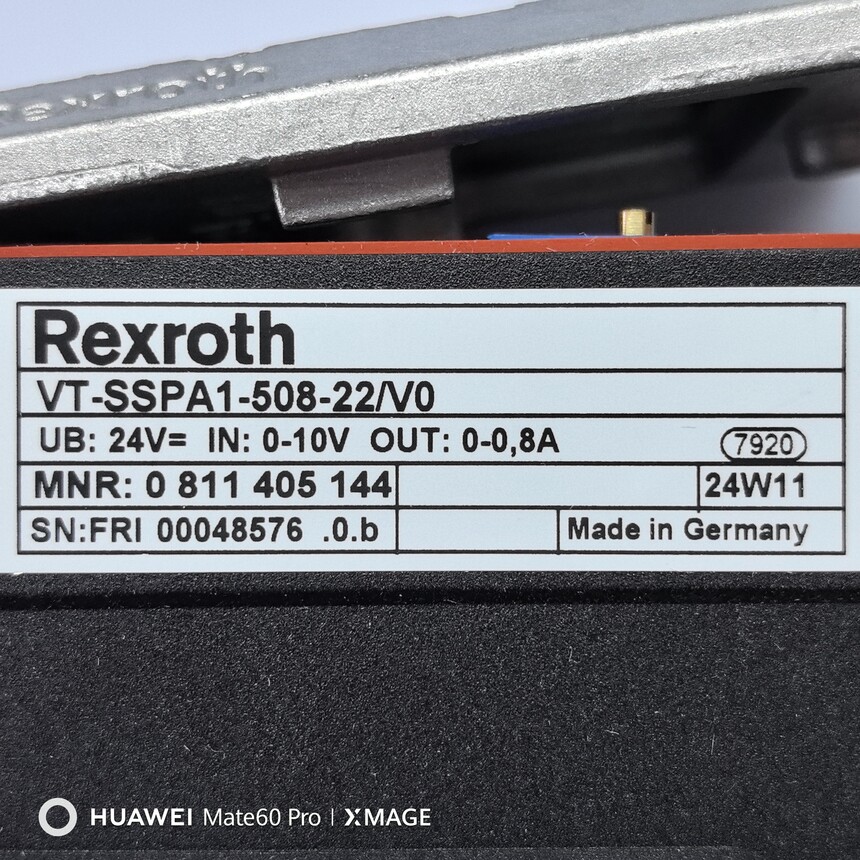 Rexroth
Rexroth
VT-SSPA1-508-22/V0
UB: 24V= IN: 0-10V OUT: 0-0,8A 7920
MNR: 0 811 405 144 24W11
SN:FRI 00048576 .0.b Made in Germany
HUAWEI Mate60 Pro | XMAGE